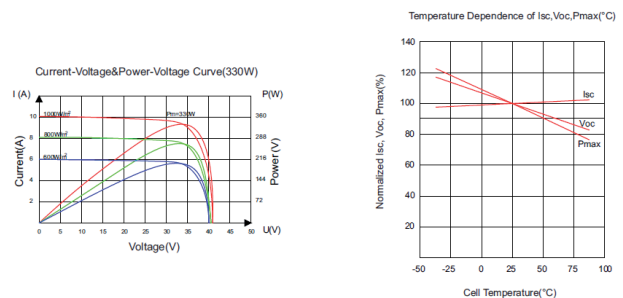 Temperature Dependence of Isc,Voc,Pmax(°C)
Current-Voltage&Power-Voltage Curve(330W)
I (A)
P(W)
1000W/m²
Pm=330W
800W/m²
600W/m²
10
8
6
4
2
360
288
216
144
72
Current(A)
Power(V)
0 5 10 15 20 25 30 35 40 45 50 U(V)
Voltage(V)
140
120
100
80
60
40
20
Normalized Isc, Voc, Pmax(%)
Isc
Voc
Pmax
-50 -25 0 25 50 75 100
Cell Temperature(°C)